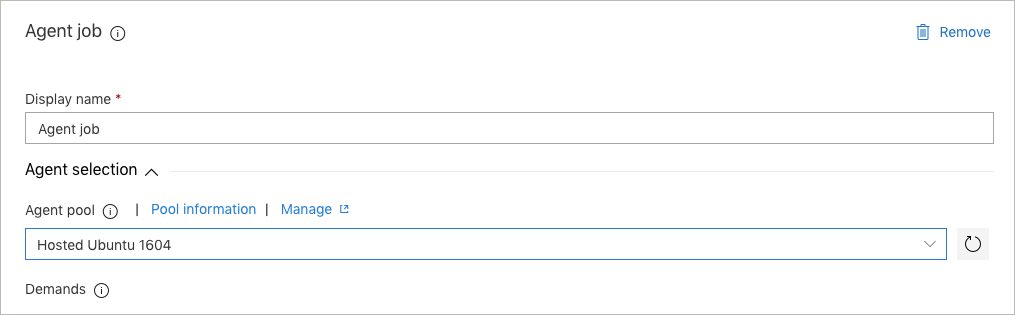 Agent job Remove
Display name *
Agent job
Agent selection
Agent pool | Pool information | Manage
Hosted Ubuntu 1604
Demands